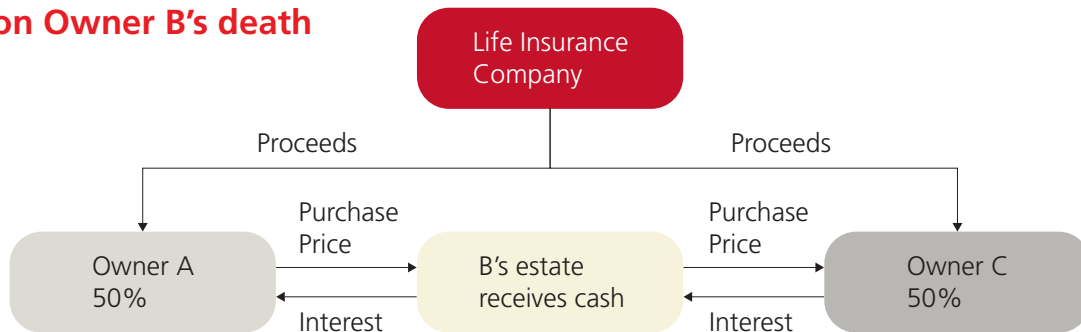 on Owner B’s death
Life Insurance
Company
Proceeds
Proceeds
Purchase
Price
Purchase
Price
Owner A
50%
B’s estate
receives cash
Owner C
50%
Interest
Interest